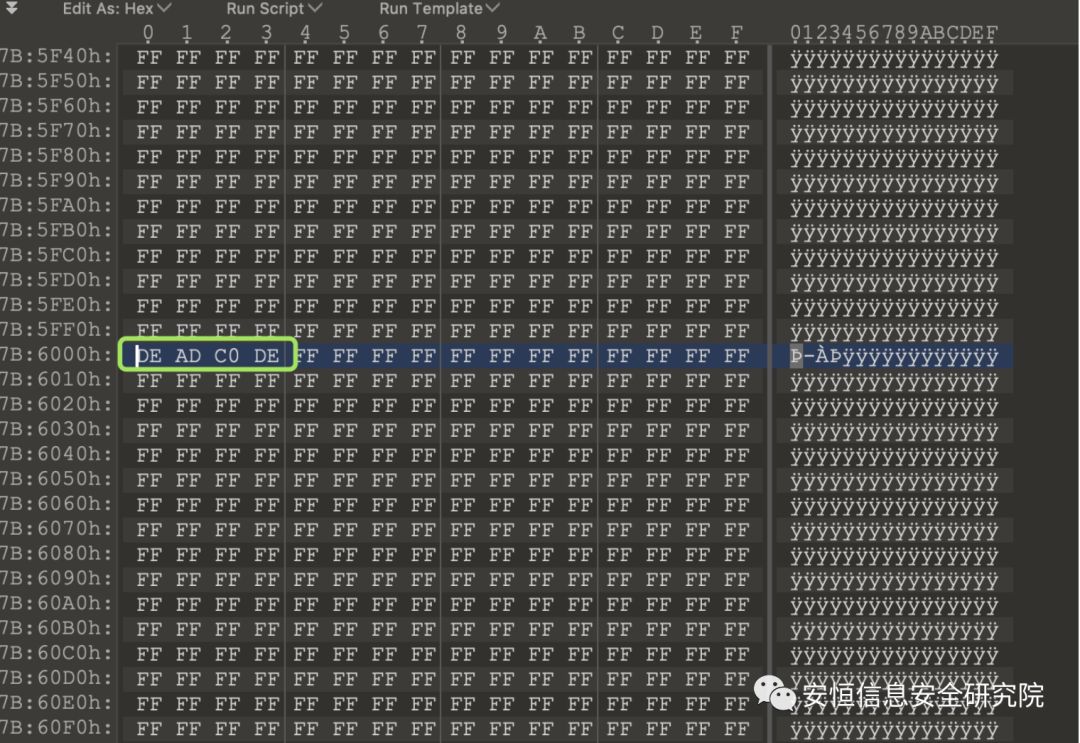 Edit As: Hex Run Script Run Template
0 1 2 3 4 5 6 7 8 9 A B C D E F 0123456789ABCDEF
7B:5F40h: FF FF FF FF FF FF FF FF FF FF FF FF FF FF FF FF ÿÿÿÿÿÿÿÿÿÿÿÿÿÿÿÿ
7B:5F50h: FF FF FF FF FF FF FF FF FF FF FF FF FF FF FF FF ÿÿÿÿÿÿÿÿÿÿÿÿÿÿÿÿ
7B:5F60h: FF FF FF FF FF FF FF FF FF FF FF FF FF FF FF FF ÿÿÿÿÿÿÿÿÿÿÿÿÿÿÿÿ
7B:5F70h: FF FF FF FF FF FF FF FF FF FF FF FF FF FF FF FF ÿÿÿÿÿÿÿÿÿÿÿÿÿÿÿÿ
7B:5F80h: FF FF FF FF FF FF FF FF FF FF FF FF FF FF FF FF ÿÿÿÿÿÿÿÿÿÿÿÿÿÿÿÿ
7B:5F90h: FF FF FF FF FF FF FF FF FF FF FF FF FF FF FF FF ÿÿÿÿÿÿÿÿÿÿÿÿÿÿÿÿ
7B:5FA0h: FF FF FF FF FF FF FF FF FF FF FF FF FF FF FF FF ÿÿÿÿÿÿÿÿÿÿÿÿÿÿÿÿ
7B:5FB0h: FF FF FF FF FF FF FF FF FF FF FF FF FF FF FF FF ÿÿÿÿÿÿÿÿÿÿÿÿÿÿÿÿ
7B:5FC0h: FF FF FF FF FF FF FF FF FF FF FF FF FF FF FF FF ÿÿÿÿÿÿÿÿÿÿÿÿÿÿÿÿ
7B:5FD0h: FF FF FF FF FF FF FF FF FF FF FF FF FF FF FF FF ÿÿÿÿÿÿÿÿÿÿÿÿÿÿÿÿ
7B:5FE0h: FF FF FF FF FF FF FF FF FF FF FF FF FF FF FF FF ÿÿÿÿÿÿÿÿÿÿÿÿÿÿÿÿ
7B:5FF0h: FF FF FF FF FF FF FF FF FF FF FF FF FF FF FF FF ÿÿÿÿÿÿÿÿÿÿÿÿÿÿÿÿ
7B:6000h: DE AD C0 DE FF FF FF FF FF FF FF FF FF FF FF FF Þ-ÀÞÿÿÿÿÿÿÿÿÿÿÿÿ
7B:6010h: FF FF FF FF FF FF FF FF FF FF FF FF FF FF FF FF ÿÿÿÿÿÿÿÿÿÿÿÿÿÿÿÿ
7B:6020h: FF FF FF FF FF FF FF FF FF FF FF FF FF FF FF FF ÿÿÿÿÿÿÿÿÿÿÿÿÿÿÿÿ
7B:6030h: FF FF FF FF FF FF FF FF FF FF FF FF FF FF FF FF ÿÿÿÿÿÿÿÿÿÿÿÿÿÿÿÿ
7B:6040h: FF FF FF FF FF FF FF FF FF FF FF FF FF FF FF FF ÿÿÿÿÿÿÿÿÿÿÿÿÿÿÿÿ
7B:6050h: FF FF FF FF FF FF FF FF FF FF FF FF FF FF FF FF ÿÿÿÿÿÿÿÿÿÿÿÿÿÿÿÿ
7B:6060h: FF FF FF FF FF FF FF FF FF FF FF FF FF FF FF FF ÿÿÿÿÿÿÿÿÿÿÿÿÿÿÿÿ
7B:6070h: FF FF FF FF FF FF FF FF FF FF FF FF FF FF FF FF ÿÿÿÿÿÿÿÿÿÿÿÿÿÿÿÿ
7B:6080h: FF FF FF FF FF FF FF FF FF FF FF FF FF FF FF FF ÿÿÿÿÿÿÿÿÿÿÿÿÿÿÿÿ
7B:6090h: FF FF FF FF FF FF FF FF FF FF FF FF FF FF FF FF ÿÿÿÿÿÿÿÿÿÿÿÿÿÿÿÿ
7B:60A0h: FF FF FF FF FF FF FF FF FF FF FF FF FF FF FF FF ÿÿÿÿÿÿÿÿÿÿÿÿÿÿÿÿ
7B:60B0h: FF FF FF FF FF FF FF FF FF FF FF FF FF FF FF FF ÿÿÿÿÿÿÿÿÿÿÿÿÿÿÿÿ
7B:60C0h: FF FF FF FF FF FF FF FF FF FF FF FF FF FF FF FF ÿÿÿÿÿÿÿÿÿÿÿÿÿÿÿÿ
7B:60D0h: FF FF FF FF FF FF FF FF FF FF FF FF FF FF FF FF
7B:60E0h: FF FF FF FF FF FF FF FF FF FF FF FF FF FF FF FF
安恒信息安全研究院
7B:60F0h: FF FF FF FF FF FF FF FF FF FF FF FF FF FF FF FF ÿÿÿÿÿÿÿÿÿÿÿÿÿÿÿÿ